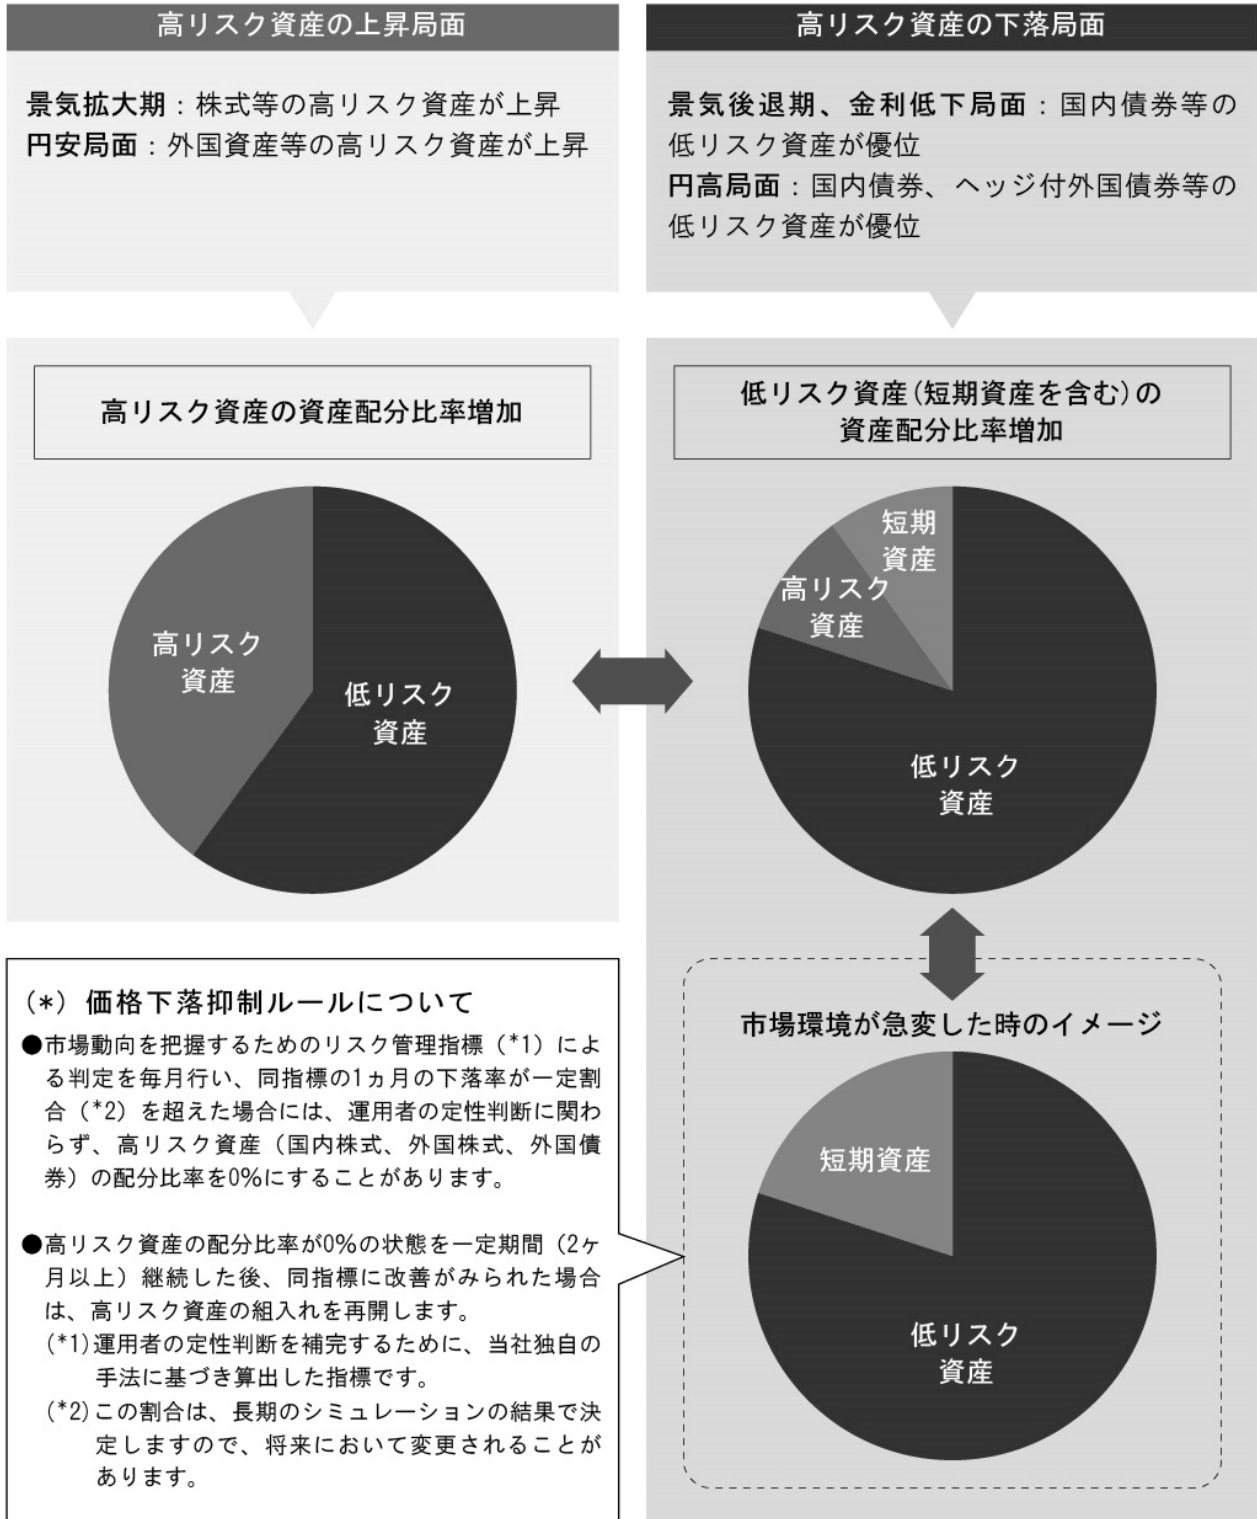 高リスク資産の上昇局面
景気拡大期：株式等の高リスク資産が上昇
円安局面：外国資産等の高リスク資産が上昇
高リスク資産の資産配分比率増加
高リスク
資産
低リスク
資産
高リスク資産の下落局面
景気後退期、金利低下局面：国内債券等の
低リスク資産が優位
円高局面：国内債券、ヘッジ付外国債券等の
低リスク資産が優位
低リスク資産(短期資産を含む)の
資産配分比率増加
短期
資産
高リスク
資産
低リスク
資産
市場環境が急変した時のイメージ
短期資産
低リスク
資産
(*) 価格下落抑制ルールについて
●市場動向を把握するためのリスク管理指標（*1）によ
る判定を毎月行い、同指標の1ヵ月の下落率が一定割
合（*2）を超えた場合には、運用者の定性判断に関わ
らず、高リスク資産（国内株式、外国株式、外国債
券）の配分比率を0%にすることがあります。
●高リスク資産の配分比率が0%の状態を一定期間（2ヶ
月以上）継続した後、同指標に改善がみられた場合
は、高リスク資産の組入れを再開します。
(*1)運用者の定性判断を補完するために、当社独自の
手法に基づき算出した指標です。
(*2)この割合は、長期のシミュレーションの結果で決
定しますので、将来において変更されることが
あります。